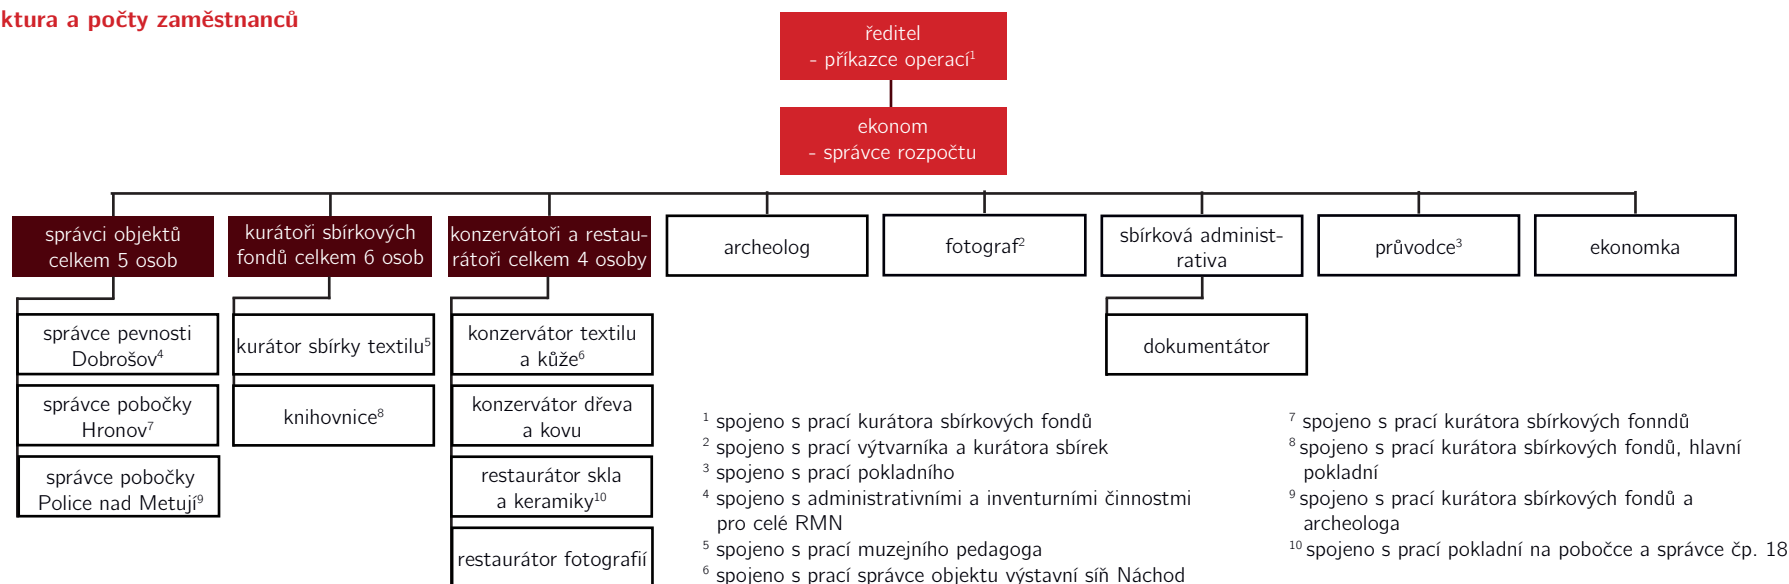 ktura a počty zaměstnanců
ředitel
- příkazce operací¹
ekonom
- správce rozpočtu
správci objektů
celkem 5 osob
kurátoři sbírkových
fondů celkem 6 osob
konzervátoři a restau-
rátoři celkem 4 osoby
archeolog
fotograf²
sbírková administ-
rativa
průvodce³
ekonomka
správce pevnosti
Dobrošov⁴
správce pobočky
Hronov⁷
správce pobočky
Police nad Metují⁹
kurátor sbírky textilu⁵
knihovnice⁸
konzervátor textilu
a kůže⁶
konzervátor dřeva
a kovu
restaurátor skla
a keramiky¹⁰
restaurátor fotografií
dokumentátor
¹ spojeno s prací kurátora sbírkových fondů
² spojeno s prací výtvarníka a kurátora sbírek
³ spojeno s prací pokladního
⁴ spojeno s administrativními a inventurními činnostmi
pro celé RMN
⁵ spojeno s prací muzejního pedagoga
⁶ spojeno s prací správce objektu výstavní síň Náchod
⁷ spojeno s prací kurátora sbírkových fonndů
⁸ spojeno s prací kurátora sbírkových fondů, hlavní
pokladní
⁹ spojeno s prací kurátora sbírkových fondů a
archeologa
¹⁰ spojeno s prací pokladní na pobočce a správce čp. 18